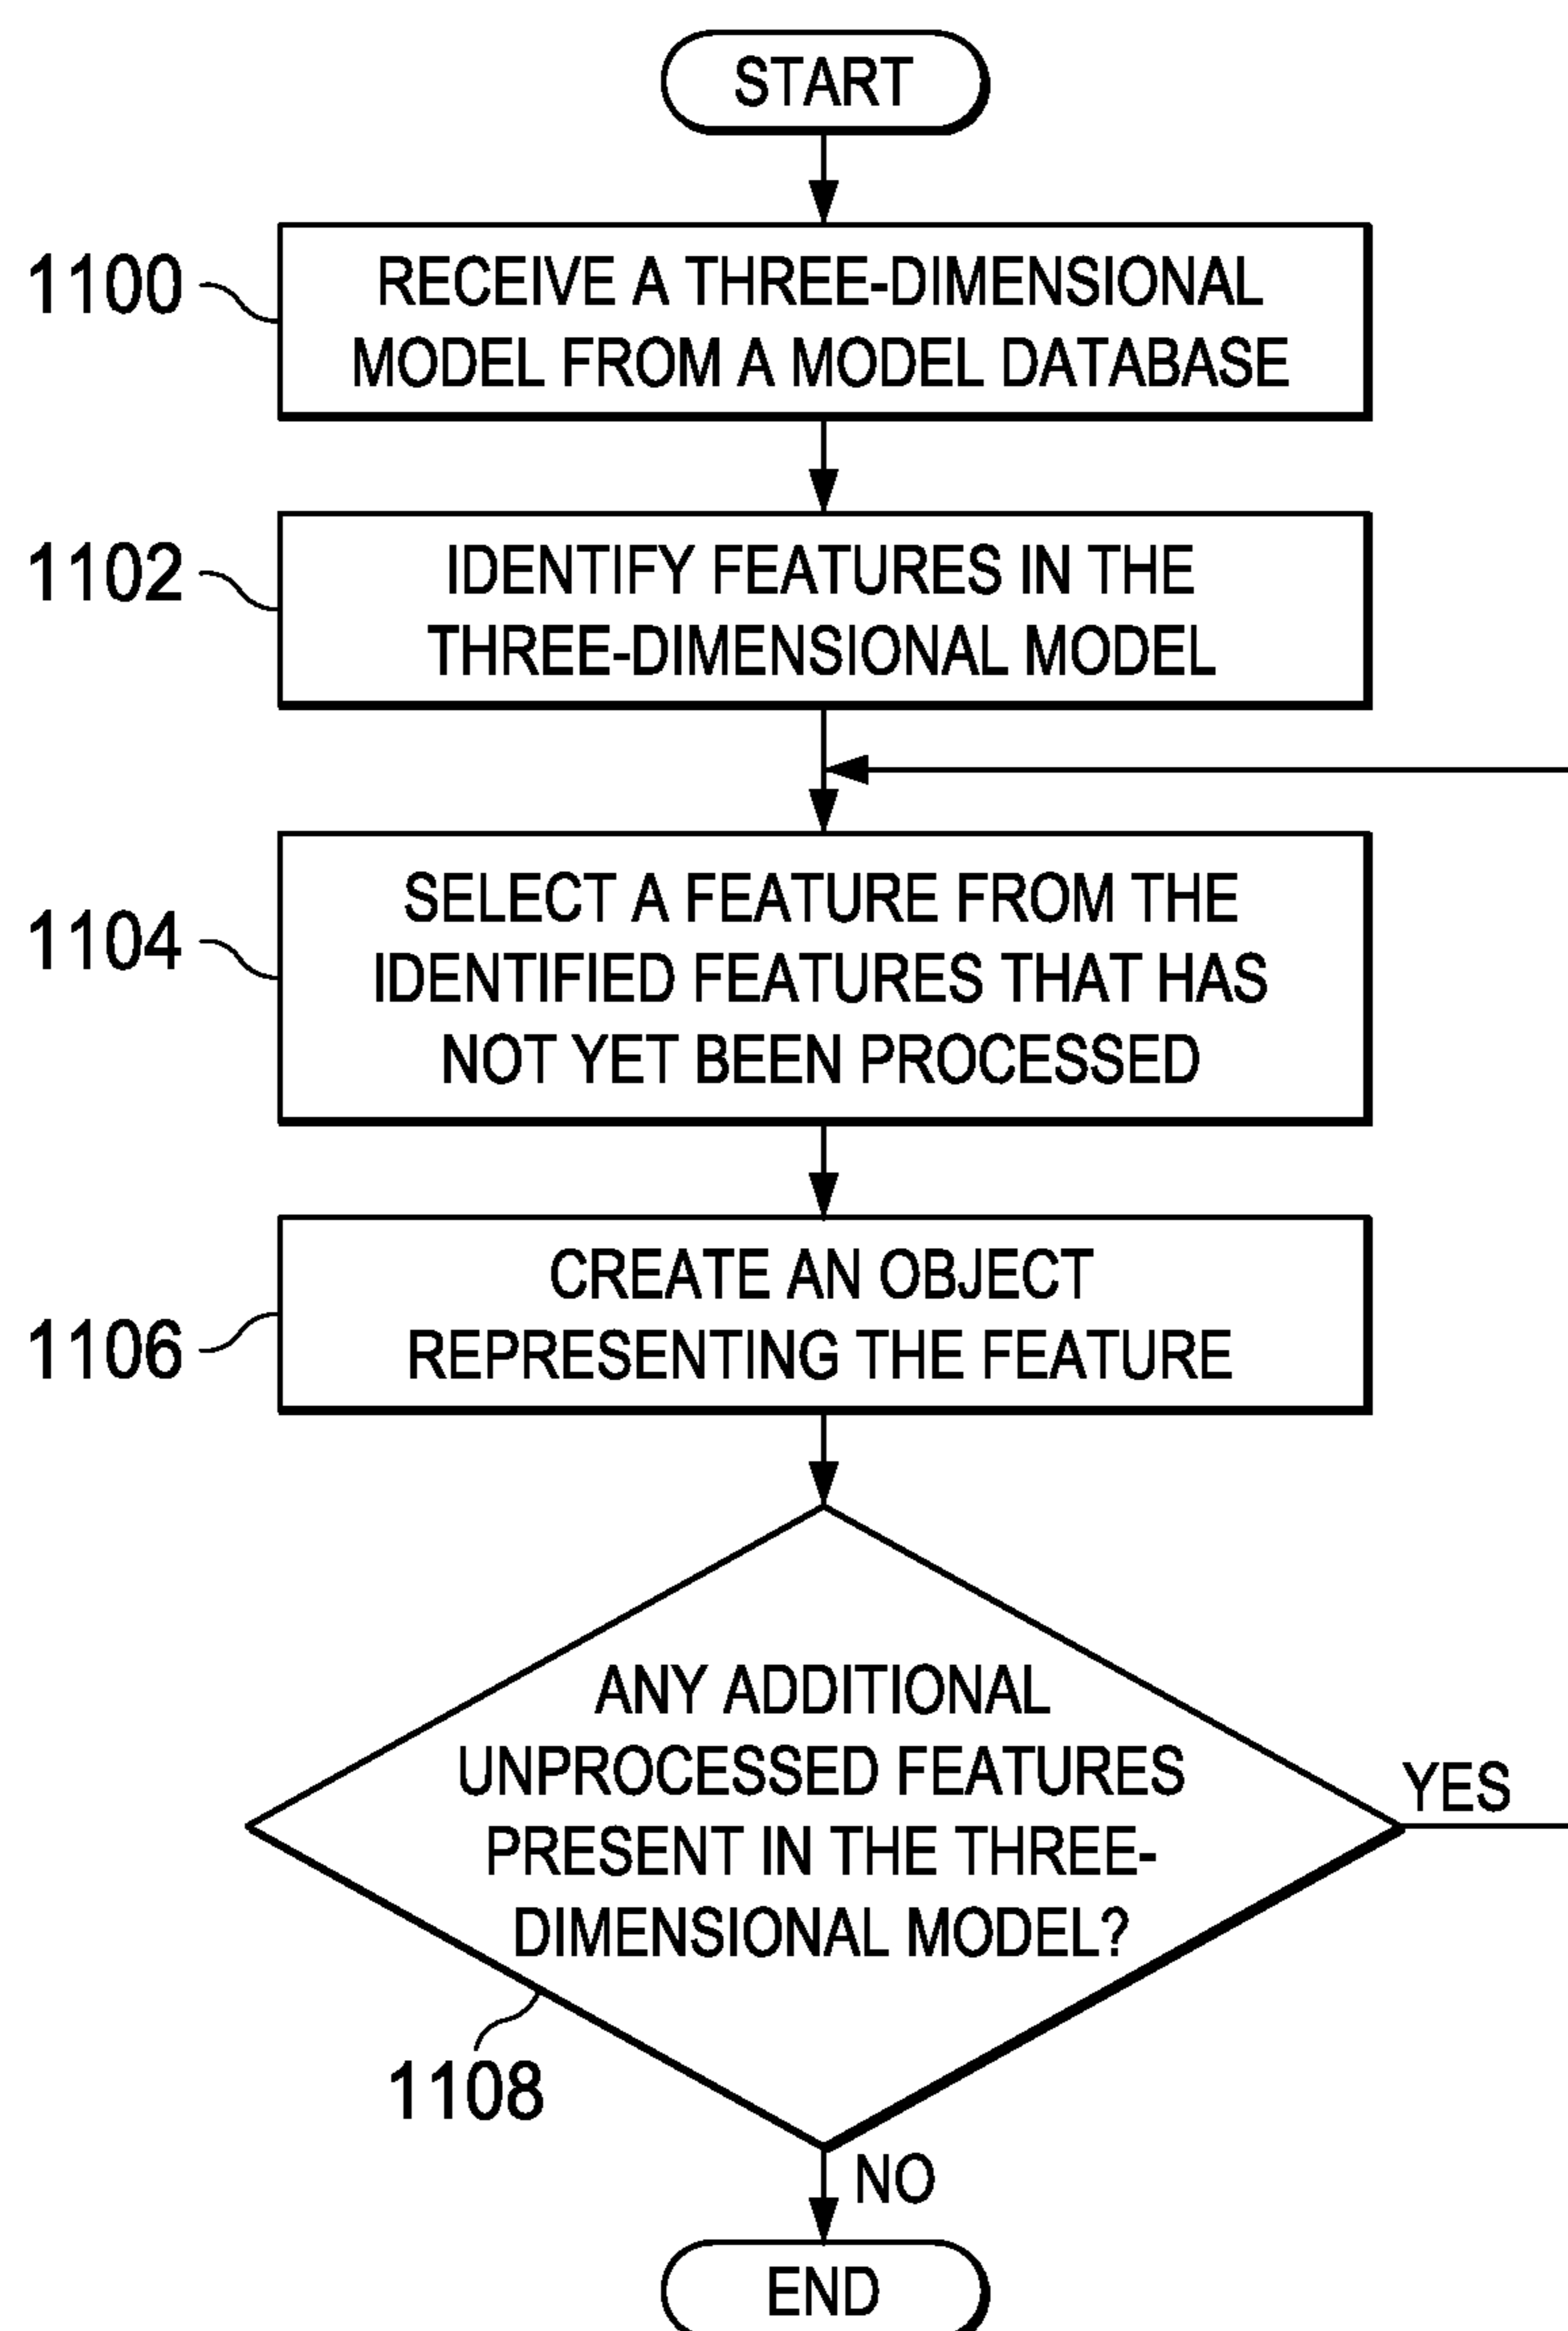 START
1100
RECEIVE A THREE-DIMENSIONAL
MODEL FROM A MODEL DATABASE
1102
IDENTIFY FEATURES IN THE
THREE-DIMENSIONAL MODEL
1104
SELECT A FEATURE FROM THE
IDENTIFIED FEATURES THAT HAS
NOT YET BEEN PROCESSED
1106
CREATE AN OBJECT
REPRESENTING THE FEATURE
ANY ADDITIONAL
UNPROCESSED FEATURES
PRESENT IN THE THREE-
DIMENSIONAL MODEL?
YES
1108
NO
END